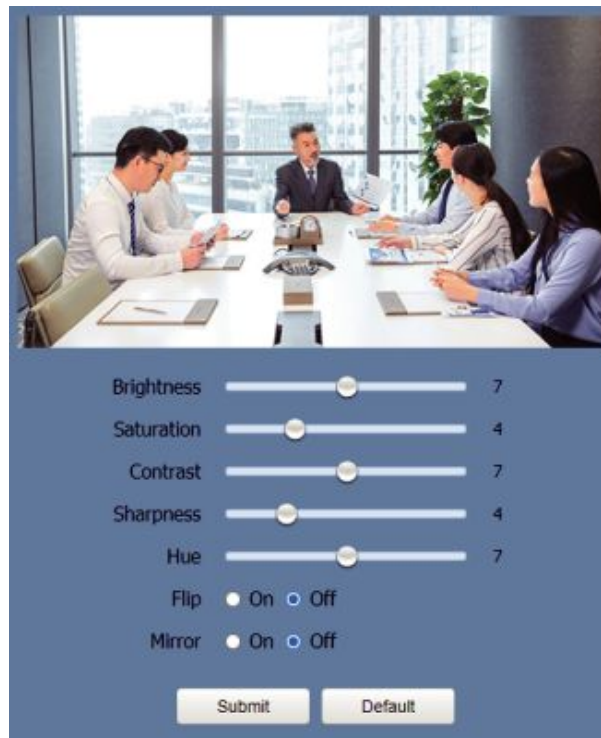 Brightness 7
Saturation 4
Contrast 7
Sharpness 4
Hue 7
Flip On Off
Mirror On Off
Submit Default